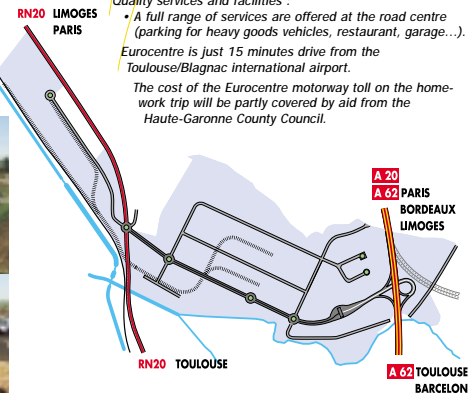 Quality services and facilities :
• A full range of services are offered at the road centre
(parking for heavy goods vehicles, restaurant, garage...).
Eurocentre is just 15 minutes drive from the
Toulouse/Blagnac international airport.
The cost of the Eurocentre motorway toll on the home-
work trip will be partly covered by aid from the
Haute-Garonne County Council.
RN20 LIMOGES
PARIS
A 20
A 62 PARIS
BORDEAUX
LIMOGES
RN20 TOULOUSE
A 62 TOULOUSE
BARCELON